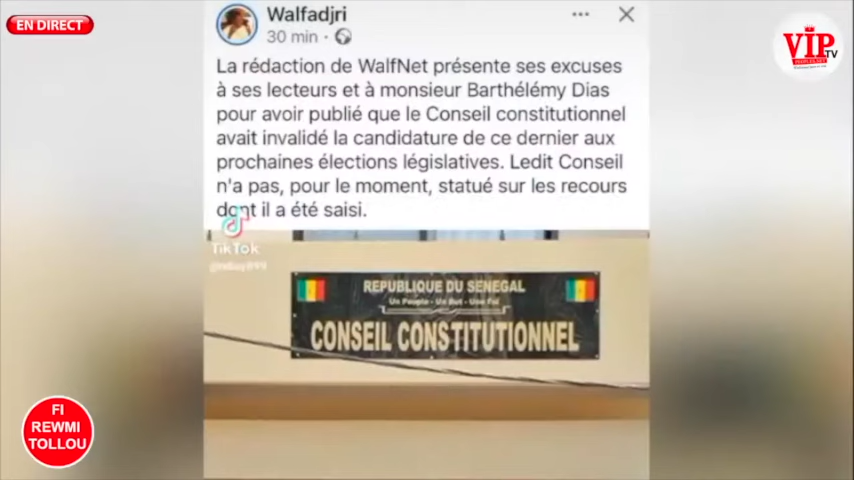 EN DIRECT
Walfadjri
30 min
La rédaction de WalfNet présente ses excuses
à ses lecteurs et à monsieur Barthélémy Dias
pour avoir publié que le Conseil constitutionnel
avait invalidé la candidature de ce dernier aux
prochaines élections législatives. Ledit Conseil
n'a pas, pour le moment, statué sur les recours
dont il a été saisi.
TikTok
REPUBLIQUE DU SENEGAL
Un Peuple - Un But - Une Foi
CONSEIL CONSTITUTIONNEL
VIP
TV
FI
REWMI
TOLLOU